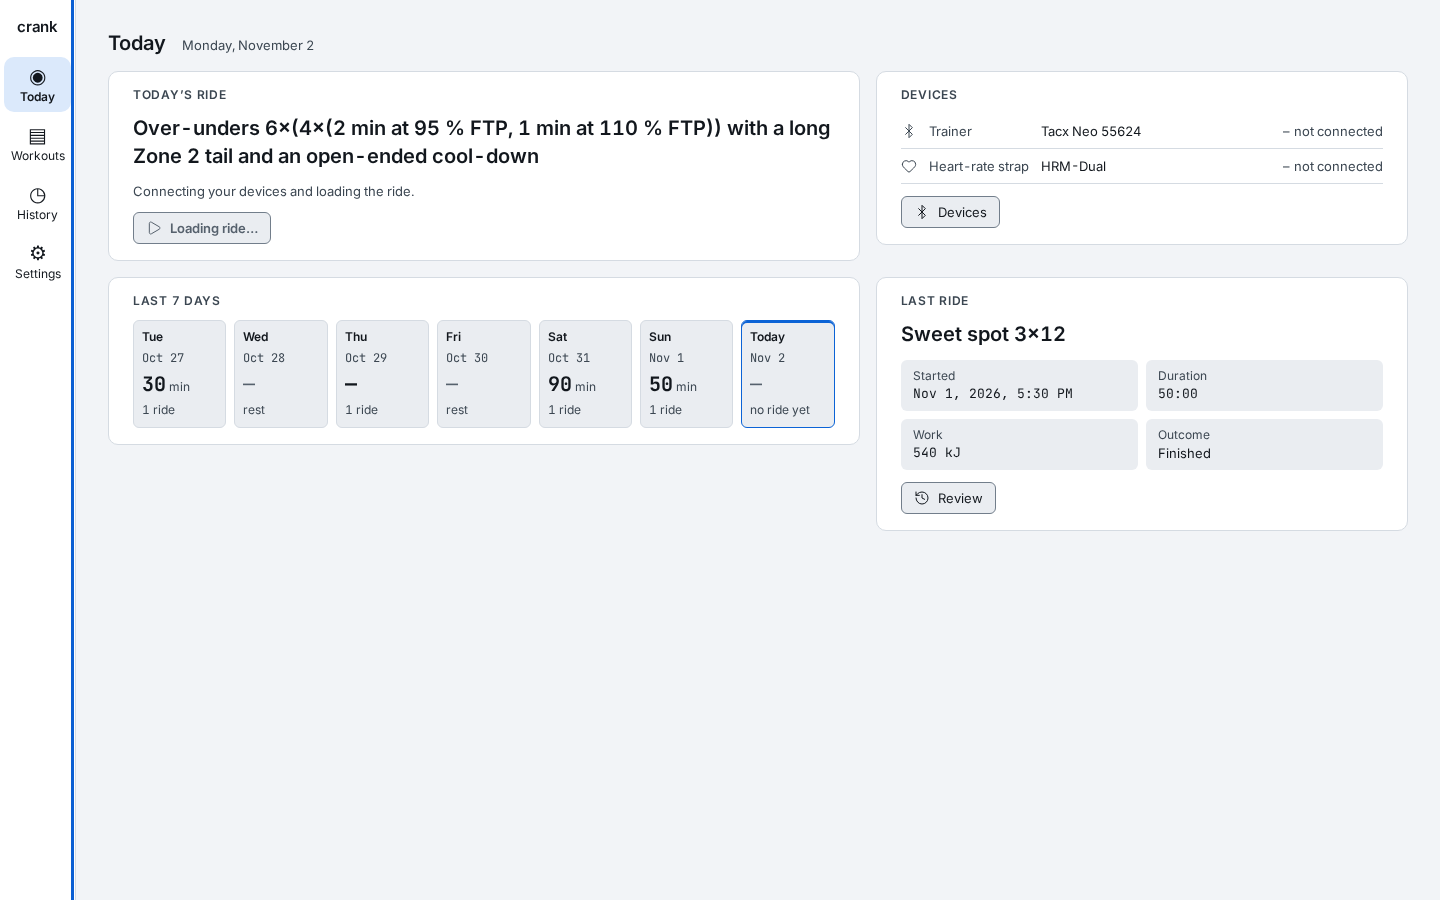 crank
Today
Workouts
History
Settings
Today Monday, November 2
TODAY'S RIDE
Over-unders 6×(4×(2 min at 95 % FTP, 1 min at 110 % FTP)) with a long
Zone 2 tail and an open-ended cool-down
Connecting your devices and loading the ride.
Loading ride…
DEVICES
Trainer Tacx Neo 55624 – not connected
Heart-rate strap HRM-Dual – not connected
Devices
LAST 7 DAYS
Tue
Oct 27
30 min
1 ride
Wed
Oct 28
–
rest
Thu
Oct 29
–
1 ride
Fri
Oct 30
–
rest
Sat
Oct 31
90 min
1 ride
Sun
Nov 1
50 min
1 ride
Today
Nov 2
–
no ride yet
LAST RIDE
Sweet spot 3×12
Started
Nov 1, 2026, 5:30 PM
Duration
50:00
Work
540 kJ
Outcome
Finished
Review